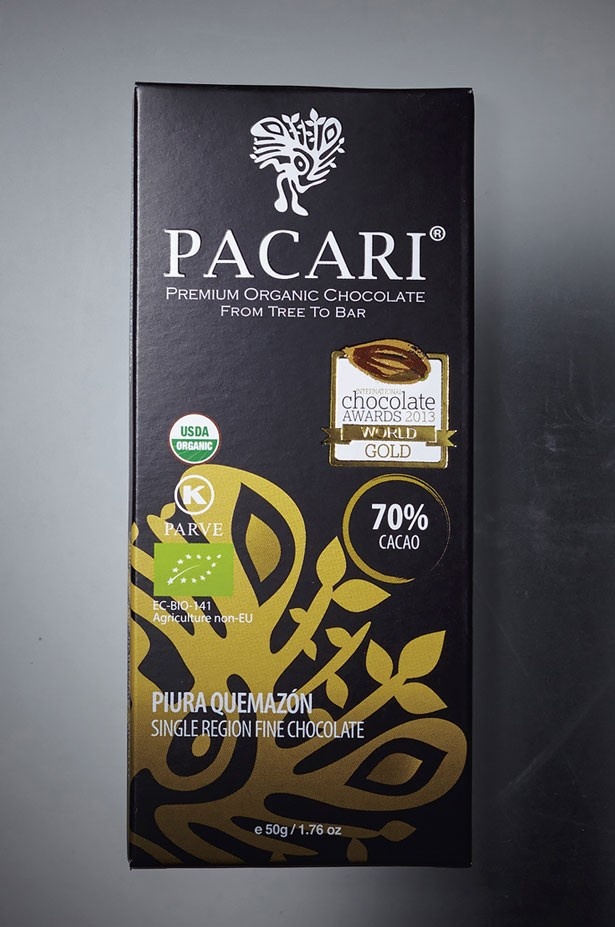 PACARI®
PREMIUM ORGANIC CHOCOLATE
FROM TREE TO BAR
INTERNATIONAL
chocolate
AWARDS 2013
WORLD
GOLD
USDA
ORGANIC
K
PARVE
70%
CACAO
EC-BIO-141
Agriculture non-EU
PIURA QUEMAZÓN
SINGLE REGION FINE CHOCOLATE
e 50g / 1.76 oz